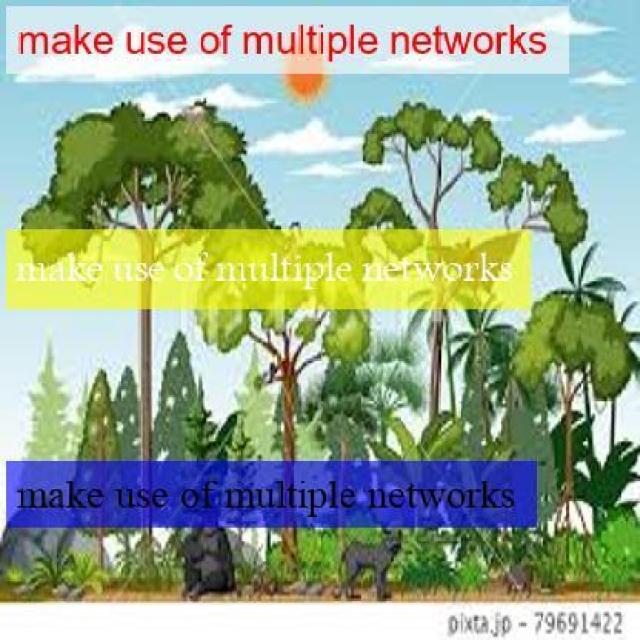 make use of multiple networks
make use of multiple networks
make use of multiple networks
pixta.jp - 79691422